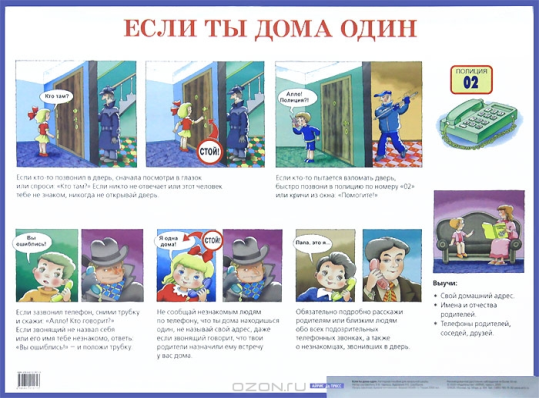 ЕСЛИ ТЫ ДОМА ОДИН
Кто там?
СТОЙ!
Алло!
Полиция?!
ПОЛИЦИЯ
02
Если кто-то позвонил в дверь, сначала посмотри в глазок
или спроси: «Кто там?» Если никто не отвечает или этот человек
тебе не знаком, никогда не открывай дверь.
Если кто-то пытается взломать дверь,
быстро позвони в полицию по номеру «02»
или кричи из окна: «Помогите!»
Вы
ошиблись!
Я одна
дома!
СТОЙ!
Папа, это я...
Если зазвонил телефон, сними трубку
и скажи: «Алло! Кто говорит?»
Если звонящий не назвал себя
или его имя тебе незнакомо, ответь:
«Вы ошиблись!» — и положи трубку.
Не сообщай незнакомым людям
по телефону, что ты дома находишься
один, не называй свой адрес, даже
если звонящий говорит, что твои
родители назначили ему встречу
у вас дома.
Обязательно подробно расскажи
родителям или близким людям
обо всех подозрительных
телефонных звонках, а также
о незнакомцах, звонивших в дверь.
Выучи:
• Свой домашний адрес.
• Имена и отчества
родителей.
• Телефоны родителей,
соседей, друзей.
ozon.ru